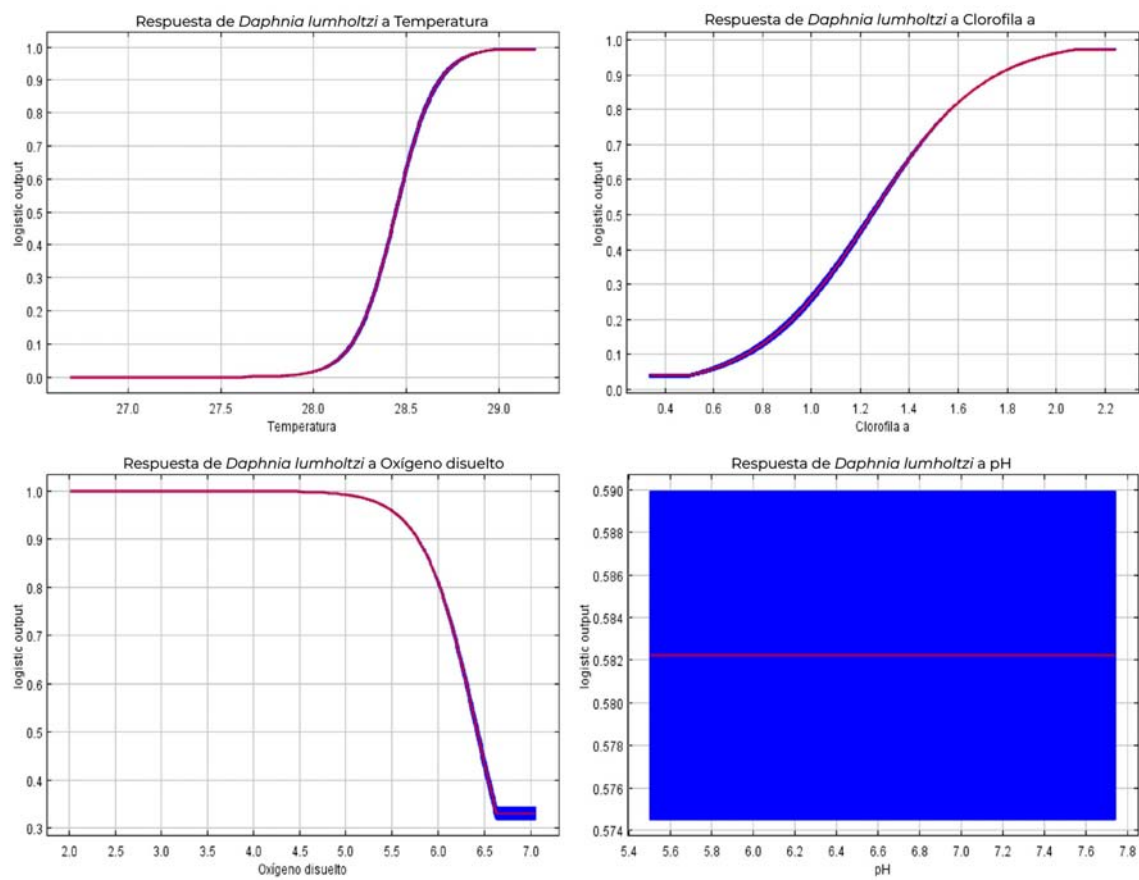 Respuesta de Daphnia lumholtzi a Temperatura
logistic output
1.0
0.9
0.8
0.7
0.6
0.5
0.4
0.3
0.2
0.1
0.0
27.0 27.5 28.0 28.5 29.0
Temperatura
Respuesta de Daphnia lumholtzi a Clorofila a
logistic output
1.0
0.9
0.8
0.7
0.6
0.5
0.4
0.3
0.2
0.1
0.0
0.4 0.6 0.8 1.0 1.2 1.4 1.6 1.8 2.0 2.2
Clorofila a
Respuesta de Daphnia lumholtzi a Oxígeno disuelto
logistic output
1.0
0.9
0.8
0.7
0.6
0.5
0.4
0.3
2.0 2.5 3.0 3.5 4.0 4.5 5.0 5.5 6.0 6.5 7.0
Oxígeno disuelto
Respuesta de Daphnia lumholtzi a pH
logistic output
0.590
0.588
0.586
0.584
0.582
0.580
0.578
0.576
0.574
5.4 5.6 5.8 6.0 6.2 6.4 6.6 6.8 7.0 7.2 7.4 7.6 7.8
pH